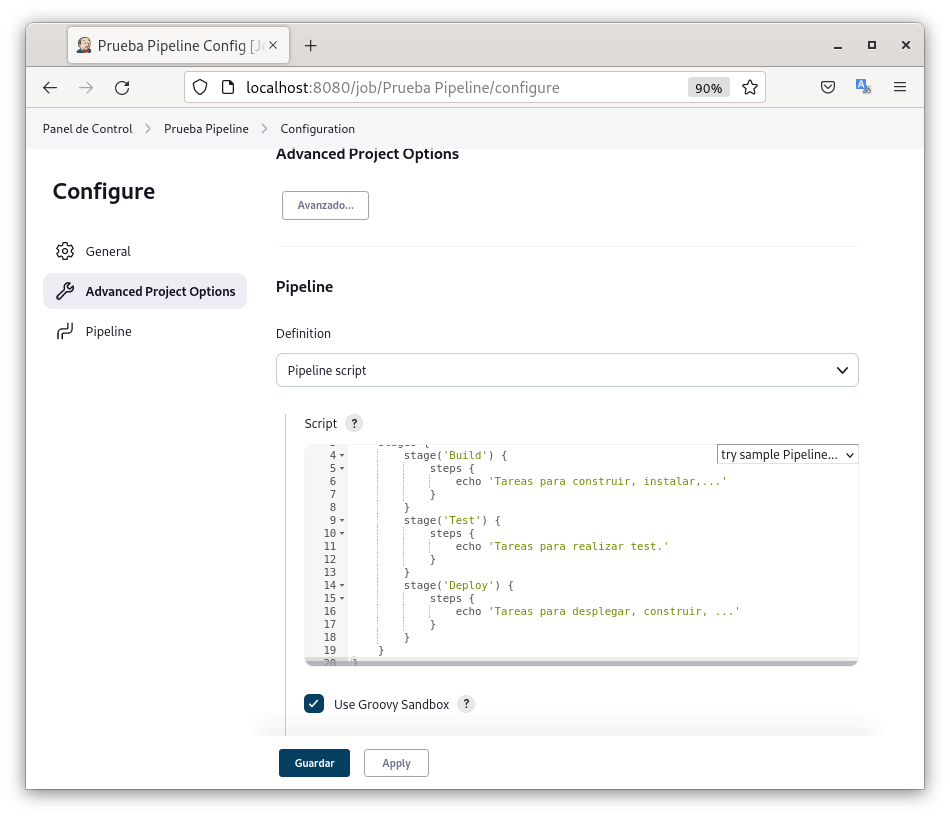 Prueba Pipeline Config [Je
localhost:8080/job/Prueba Pipeline/configure
90%
Panel de Control
Prueba Pipeline
Configuration
Configure
General
Advanced Project Options
Pipeline
Advanced Project Options
Avanzado...
Pipeline
Definition
Pipeline script
Script ?
try sample Pipeline...
3 stages {
4 stage('Build') {
5 steps {
6 echo 'Tareas para construir, instalar,...'
7 }
8 }
9 stage('Test') {
10 steps {
11 echo 'Tareas para realizar test.'
12 }
13 }
14 stage('Deploy') {
15 steps {
16 echo 'Tareas para desplegar, construir, ...'
17 }
18 }
19 }
20 }
Use Groovy Sandbox ?
Guardar
Apply